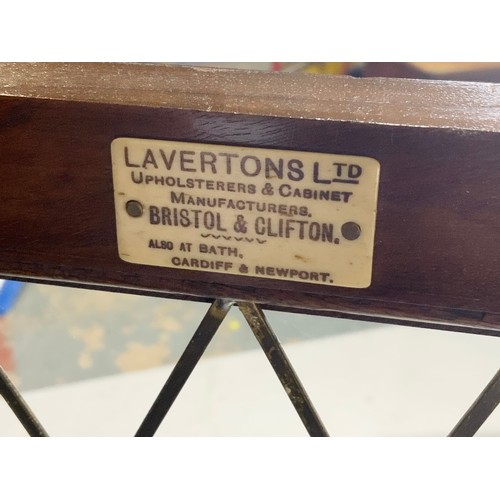 LAVERTONS LTD
UPHOLSTERERS & CABINET
MANUFACTURERS.
BRISTOL & CLIFTON.
ALSO AT BATH,
CARDIFF & NEWPORT.